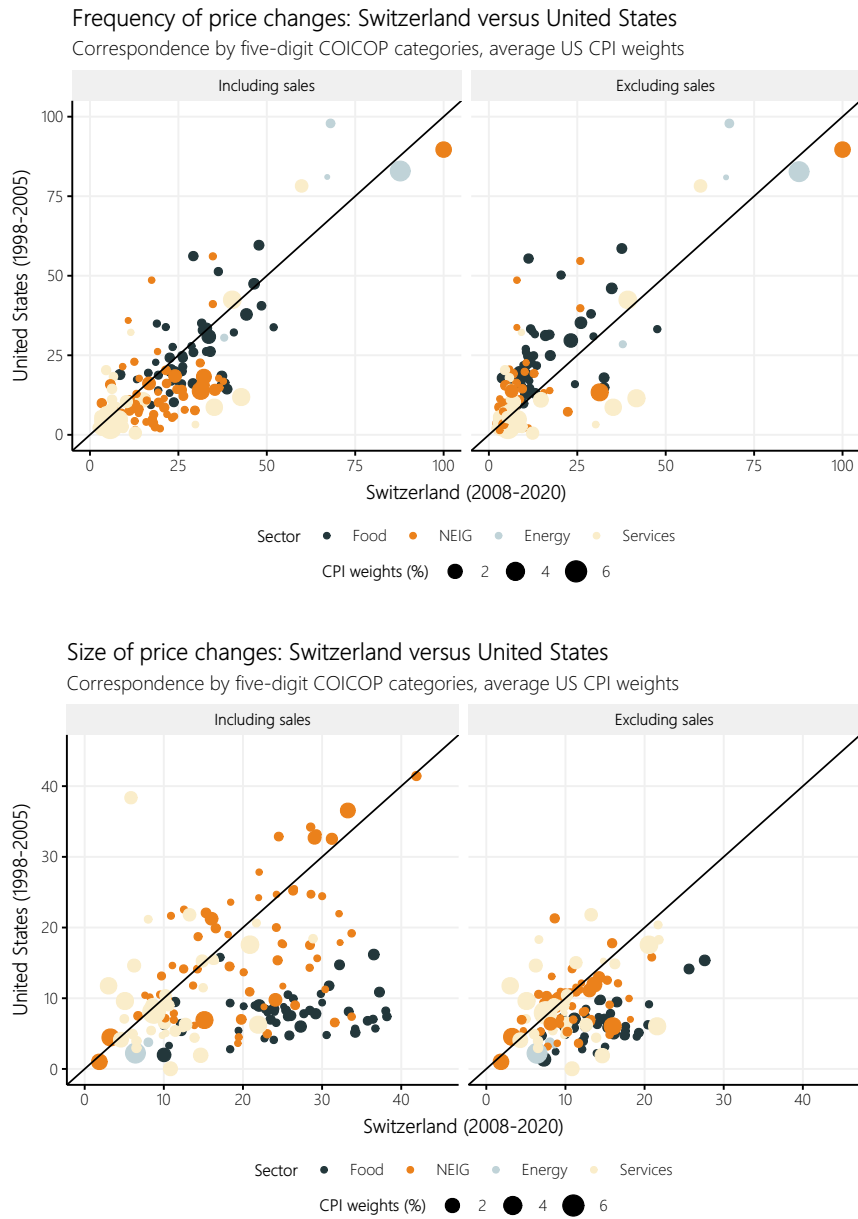 Frequency of price changes: Switzerland versus United States
Correspondence by five-digit COICOP categories, average US CPI weights
Including sales
Excluding sales
United States (1998-2005)
100
75
50
25
0
0 25 50 75 100
0 25 50 75 100
Switzerland (2008-2020)
Sector Food NEIG Energy Services
CPI weights (%) 2 4 6
Size of price changes: Switzerland versus United States
Correspondence by five-digit COICOP categories, average US CPI weights
Including sales
Excluding sales
United States (1998-2005)
40
30
20
10
0
0 10 20 30 40
0 10 20 30 40
Switzerland (2008-2020)
Sector Food NEIG Energy Services
CPI weights (%) 2 4 6